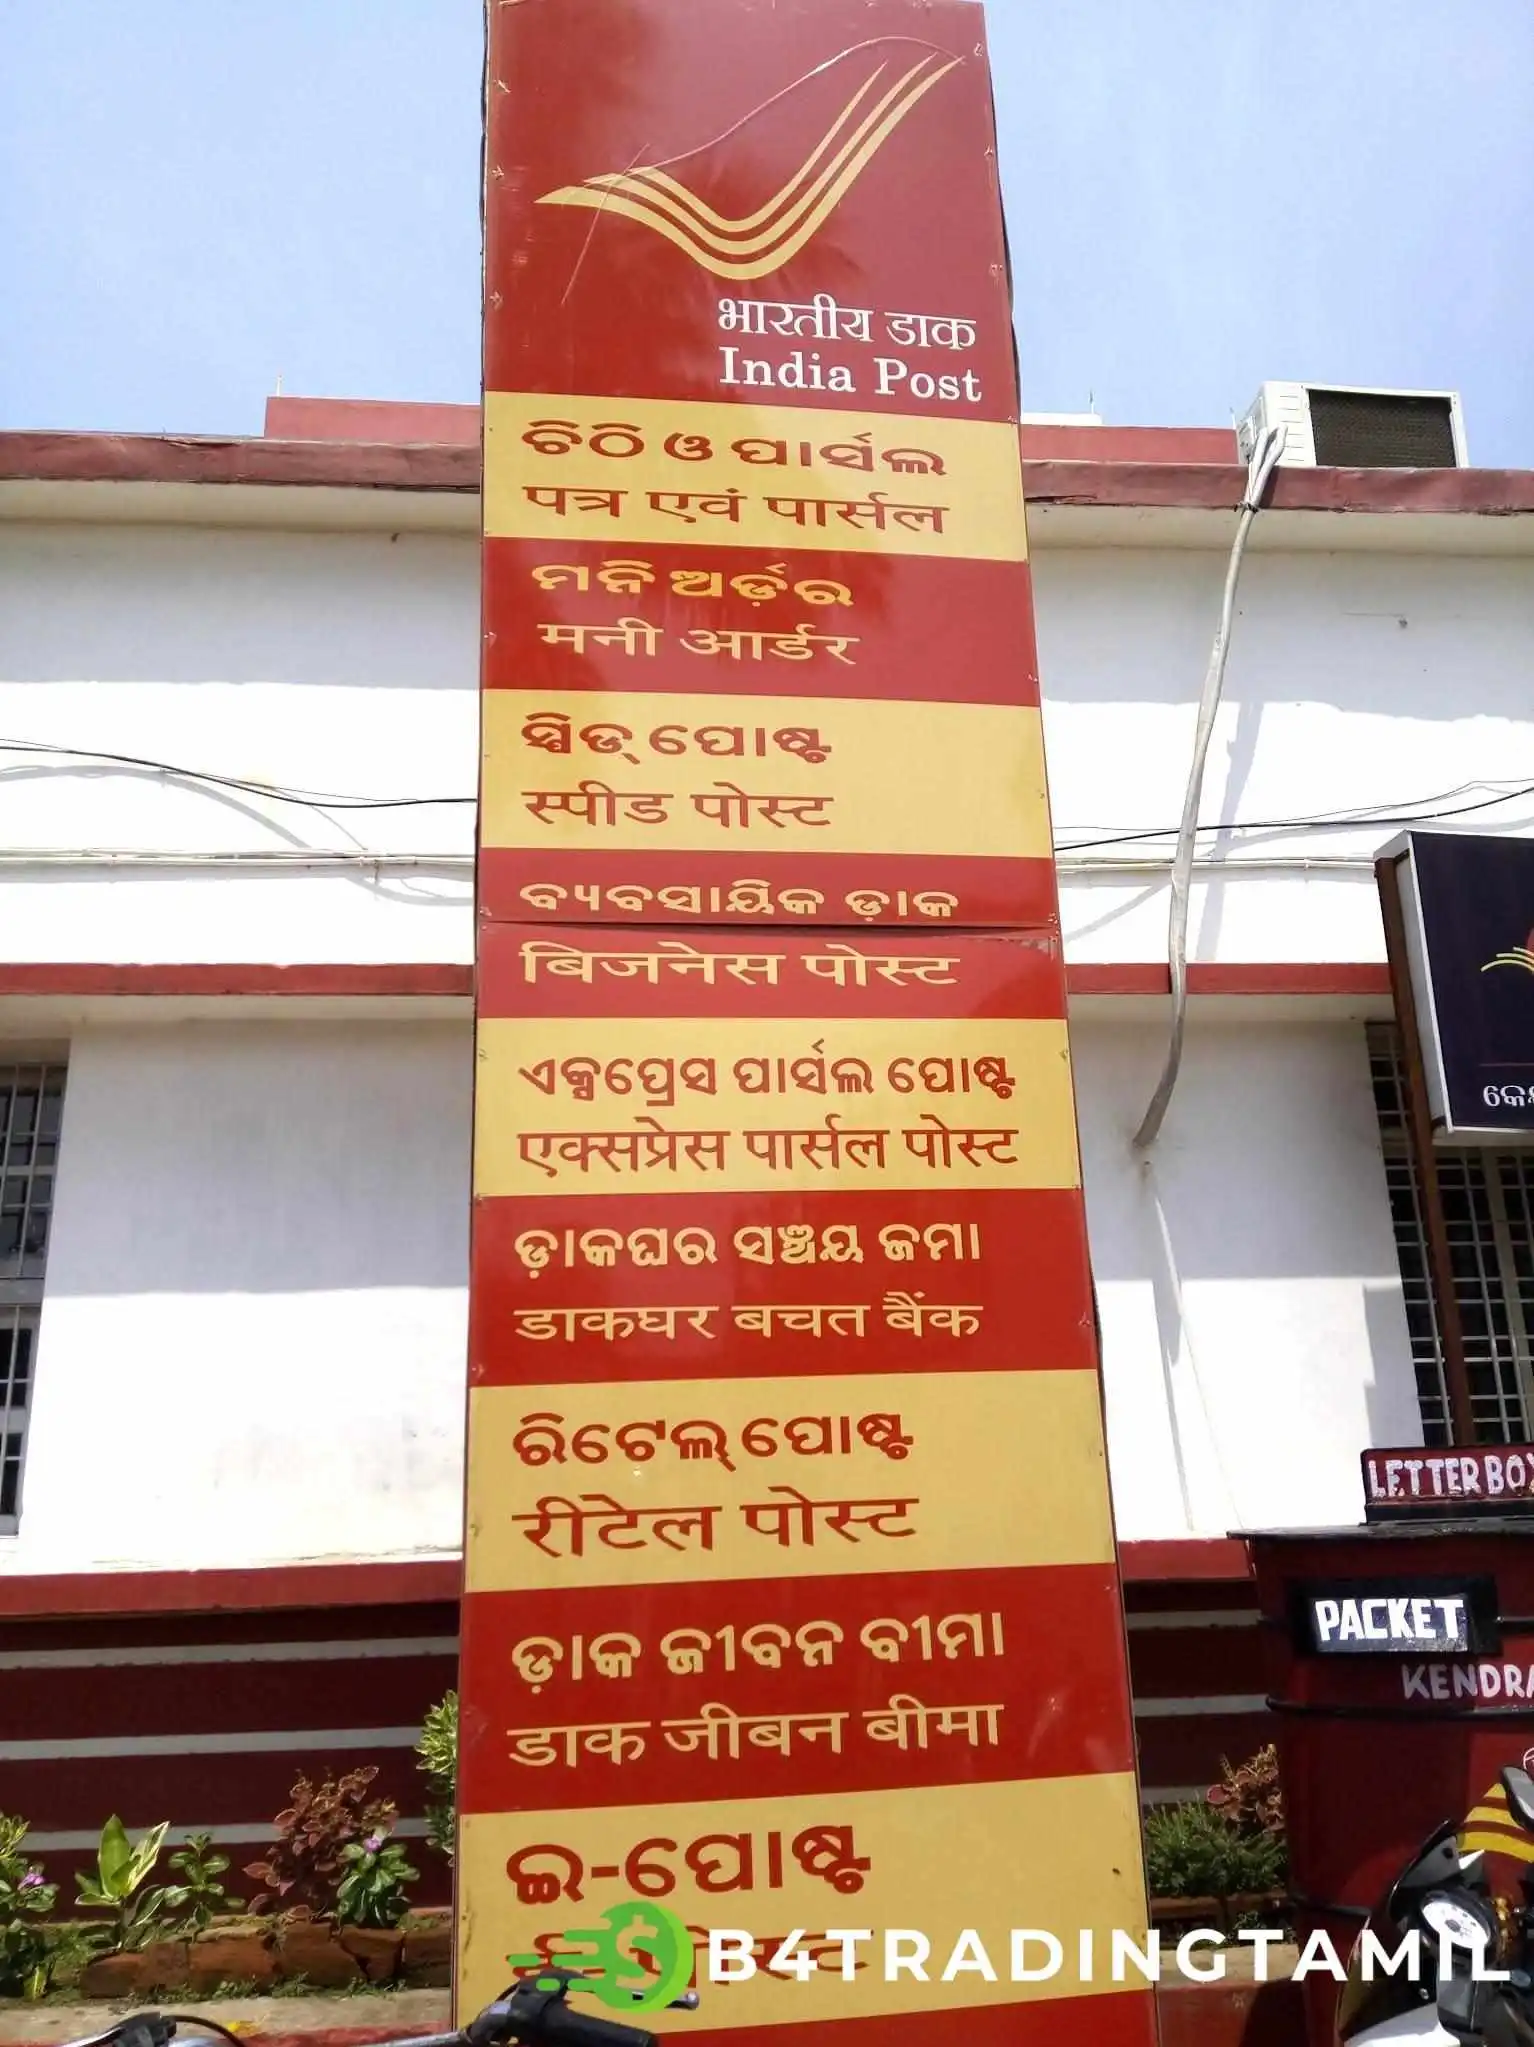 भारतीय डाक
India Post
ଚିଠି ଓ ପାର୍ସଲ
पत्र एवं पार्सल
ମନି ଅର୍ଡ଼ର
मनी आर्डर
ସ୍ପିଡ୍ ପୋଷ୍ଟ
स्पीड पोस्ट
ବ୍ୟବସାୟିକ ଡ଼ାକ
बिजनेस पोस्ट
ଏକ୍ସପ୍ରେସ ପାର୍ସଲ ପୋଷ୍ଟ
एक्सप्रेस पार्सल पोस्ट
ଡ଼ାକଘର ସଞ୍ଚୟ ଜମା
डाकघर बचत बैंक
ରିଟେଲ୍ ପୋଷ୍ଟ
रीटेल पोस्ट
ଡ଼ାକ ଜୀବନ ବୀମା
डाक जीबन बीमा
ଇ-ପୋଷ୍ଟ
B4TRADINGTAMIL
LETTER BOX
PACKET
KENDRA